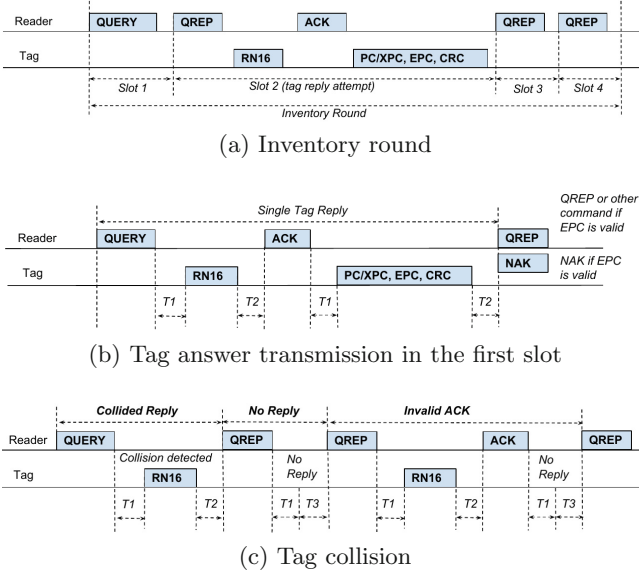 Reader QUERY QREP ACK QREP QREP
Tag RN16 PC/XPC, EPC, CRC
Slot 1 Slot 2 (tag reply attempt) Slot 3 Slot 4
Inventory Round
(a) Inventory round
QREP or other
command if
EPC is valid
Single Tag Reply
Reader QUERY ACK QREP
NAK if EPC
is valid
Tag RN16 PC/XPC, EPC, CRC NAK
T1 T2 T1 T2
(b) Tag answer transmission in the first slot
Collided Reply No Reply Invalid ACK
Reader QUERY QREP QREP ACK QREP
Collision detected No Reply No Reply
Tag RN16 RN16
T1 T2 T1 T3 T1 T2 T1 T3
(c) Tag collision